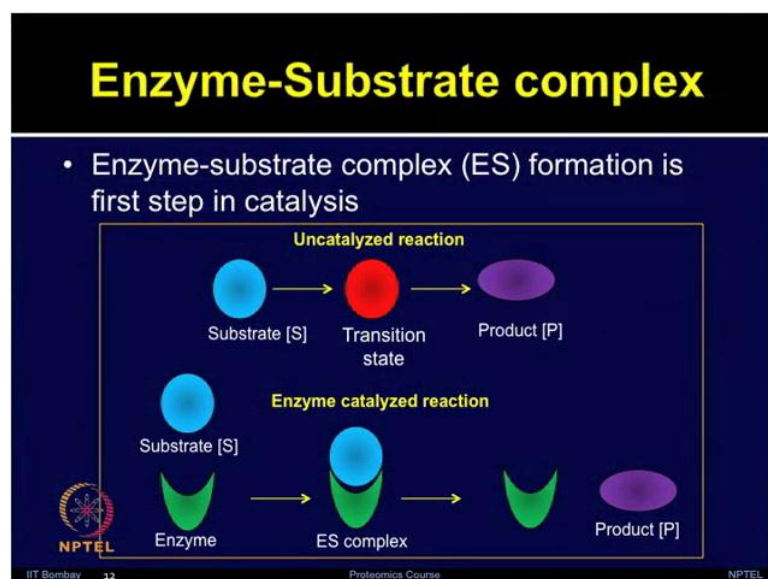 Enzyme-Substrate complex
• Enzyme-substrate complex (ES) formation is
first step in catalysis
Uncatalyzed reaction
Substrate [S]
Transition
state
Product [P]
Enzyme catalyzed reaction
Substrate [S]
Enzyme
ES complex
Product [P]
NPTEL
IIT Bombay
12
Proteomics Course
NPTEL